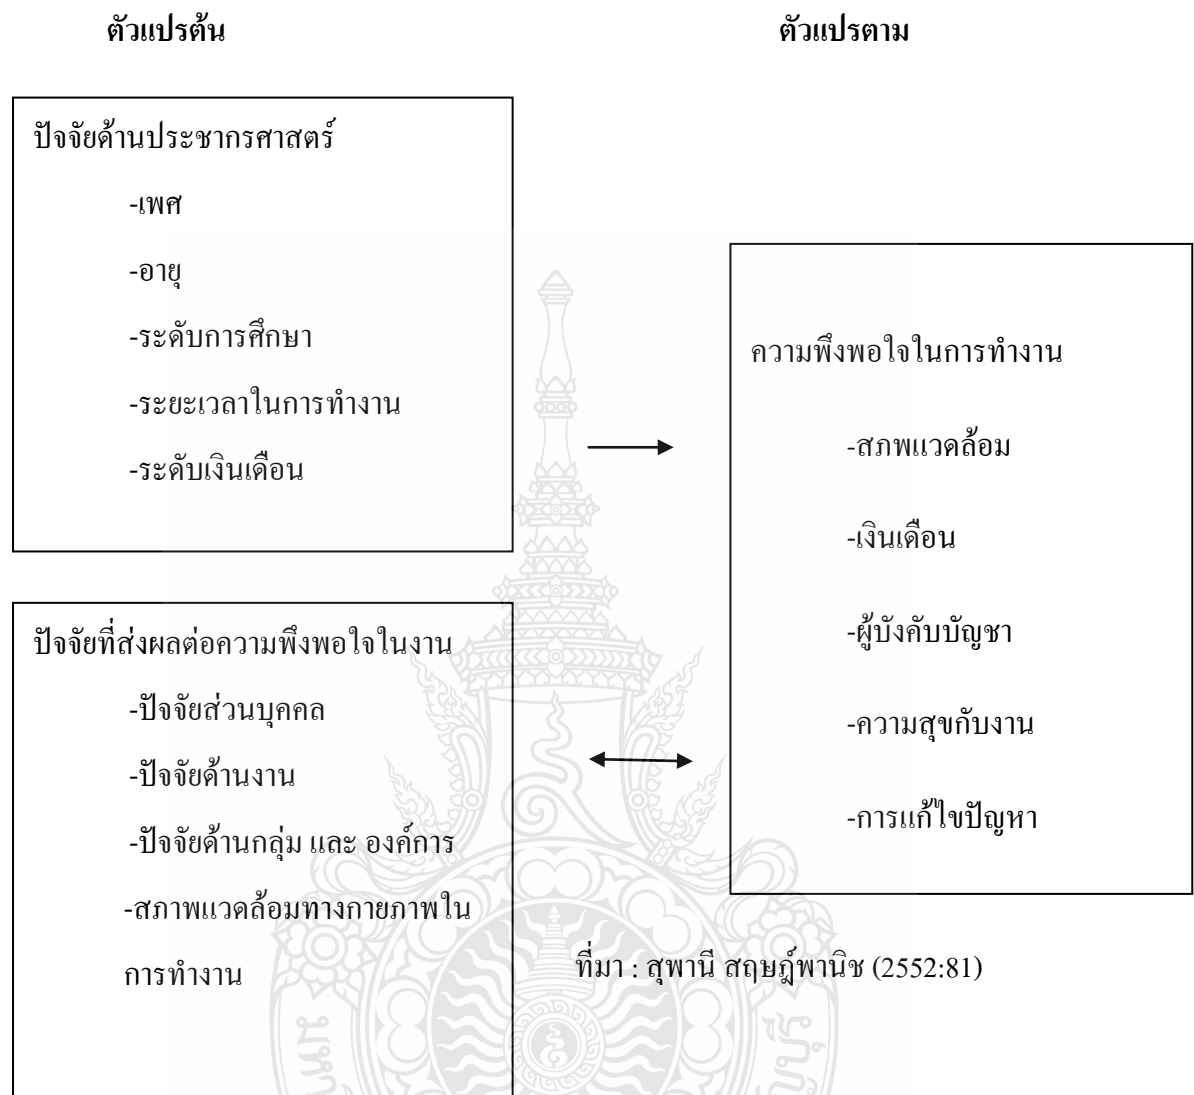 ตัวแปรต้น
ตัวแปรตาม
ปัจจัยด้านประชากรศาสตร์
-เพศ
-อายุ
-ระดับการศึกษา
-ระยะเวลาในการทำงาน
-ระดับเงินเดือน
ปัจจัยที่ส่งผลต่อความพึงพอใจในงาน
-ปัจจัยส่วนบุคคล
-ปัจจัยด้านงาน
-ปัจจัยด้านกลุ่ม และ องค์การ
-สภาพแวดล้อมทางกายภาพใน
การทำงาน
ความพึงพอใจในการทำงาน
-สภาพแวดล้อม
-เงินเดือน
-ผู้บังคับบัญชา
-ความสุขกับงาน
-การแก้ไขปัญหา
ที่มา : สุพานี สฤษฎ์พานิช (2552:81)